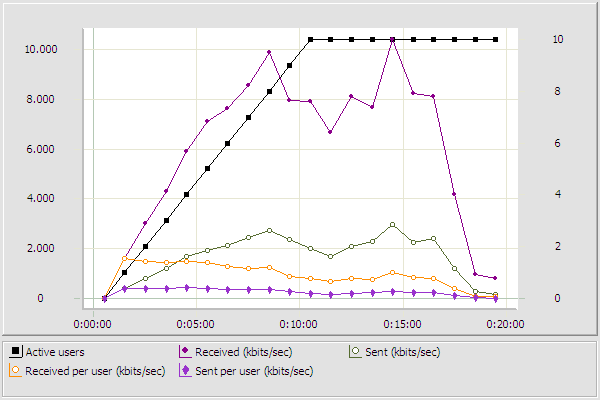 10.000 10
8.000 8
6.000 6
4.000 4
2.000 2
0 0
0:00:00 0:05:00 0:10:00 0:15:00 0:20:00
Active users Received (kbits/sec) Sent (kbits/sec)
Received per user (kbits/sec) Sent per user (kbits/sec)